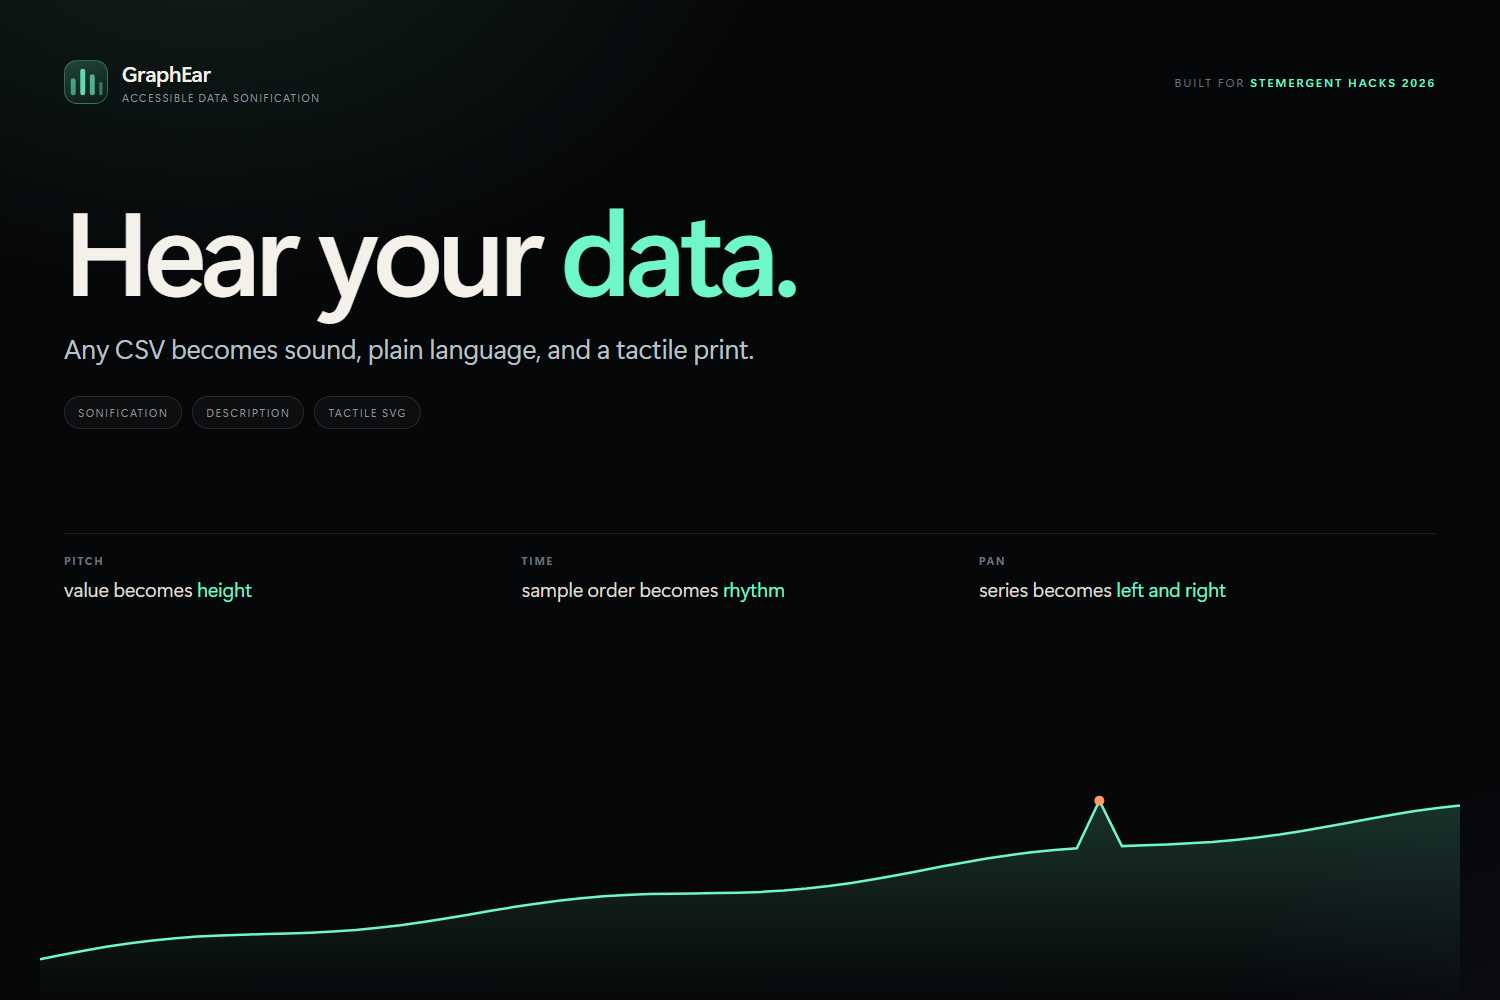 GraphEar
ACCESSIBLE DATA SONIFICATION
BUILT FOR STEMERGENT HACKS 2026
Hear your data.
Any CSV becomes sound, plain language, and a tactile print.
SONIFICATION
DESCRIPTION
TACTILE SVG
PITCH
value becomes height
TIME
sample order becomes rhythm
PAN
series becomes left and right